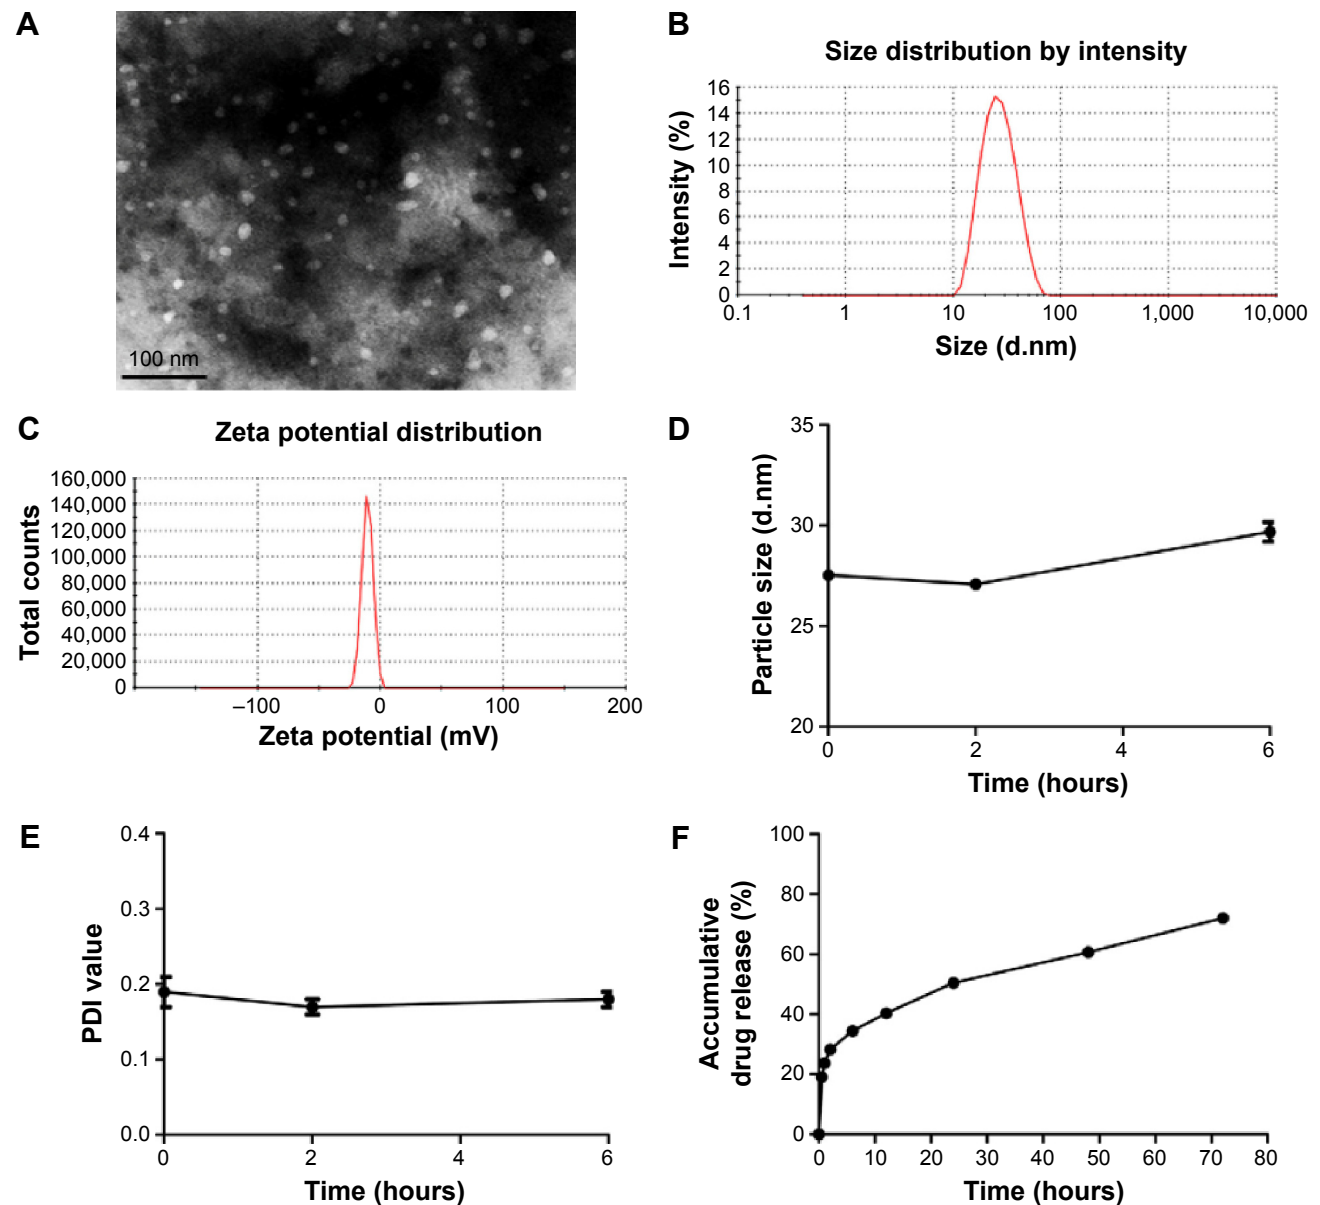 A
100 nm
B
Size distribution by intensity
Intensity (%)
16
14
12
10
8
6
4
2
0
0.1 1 10 100 1,000 10,000
Size (d.nm)
C
Zeta potential distribution
Total counts
160,000
140,000
120,000
100,000
80,000
60,000
40,000
20,000
0
–100 0 100 200
Zeta potential (mV)
D
Particle size (d.nm)
35
30
25
20
0 2 4 6
Time (hours)
E
PDI value
0.4
0.3
0.2
0.1
0.0
0 2 4 6
Time (hours)
F
Accumulative
drug release (%)
100
80
60
40
20
0
0 10 20 30 40 50 60 70 80
Time (hours)